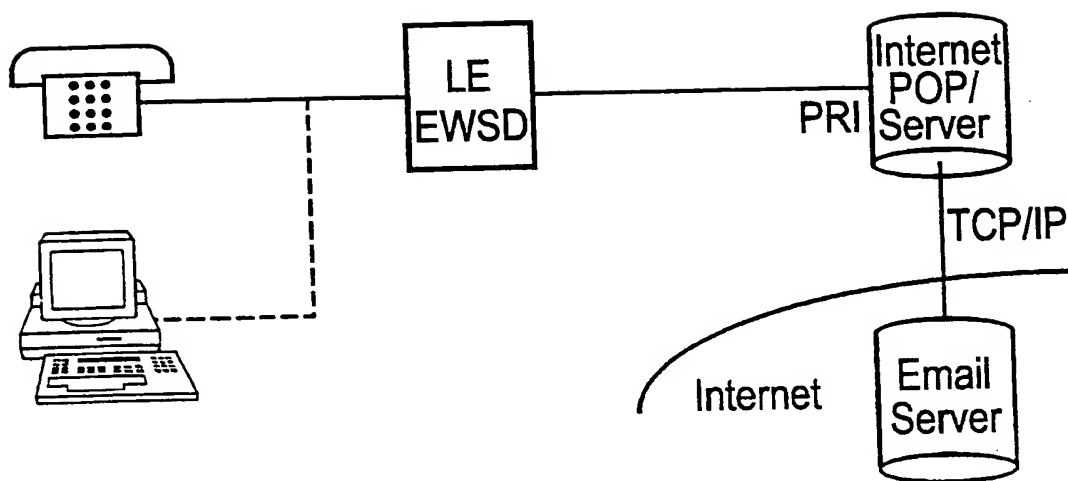 LE
EWSD
PRI
Internet
POP/
Server
TCP/IP
Internet
Email
Server